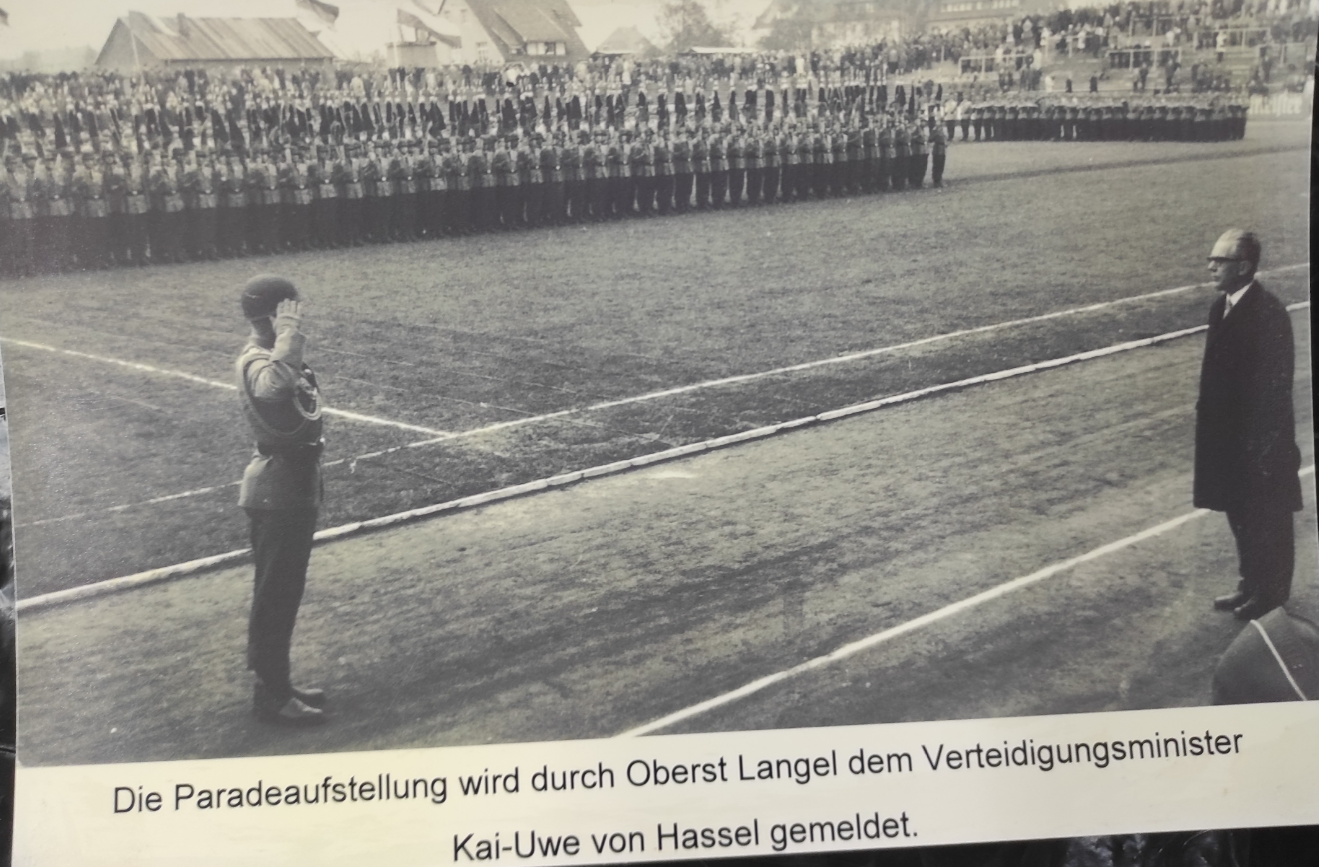 Die Paradeaufstellung wird durch Oberst Langel dem Verteidigungsminister
Kai-Uwe von Hassel gemeldet.